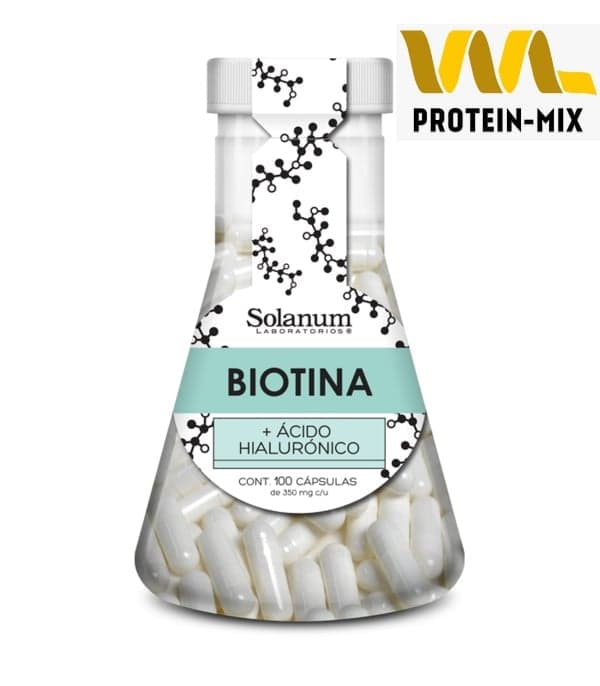 PROTEIN-MIX
Solanum
LABORATORIOS®
BIOTINA
+ ÁCIDO
HIALURÓNICO
CONT. 100 CÁPSULAS
de 350 mg c/u